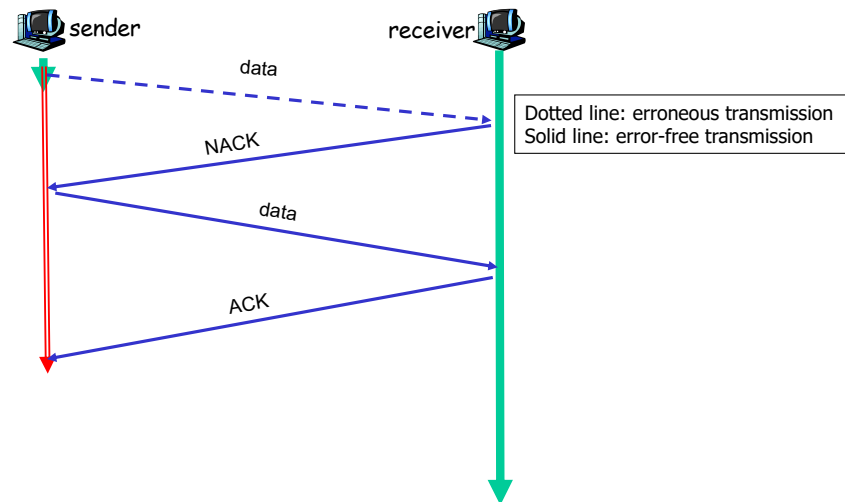 sender
receiver
data
Dotted line: erroneous transmission
Solid line: error-free transmission
NACK
data
ACK